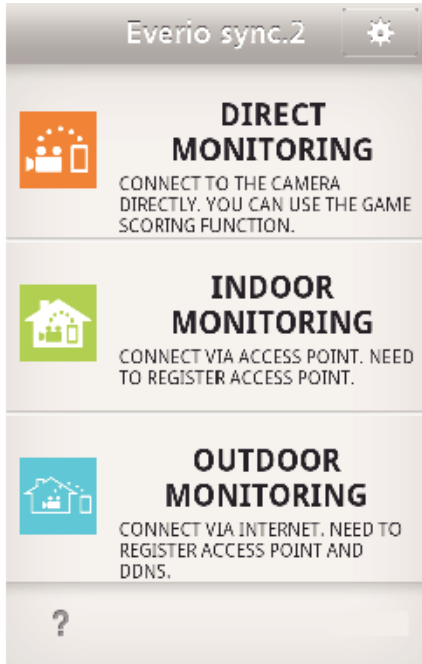 Everio sync.2
DIRECT
MONITORING
CONNECT TO THE CAMERA
DIRECTLY. YOU CAN USE THE GAME
SCORING FUNCTION.
INDOOR
MONITORING
CONNECT VIA ACCESS POINT. NEED
TO REGISTER ACCESS POINT.
OUTDOOR
MONITORING
CONNECT VIA INTERNET. NEED TO
REGISTER ACCESS POINT AND
DDNS.
?